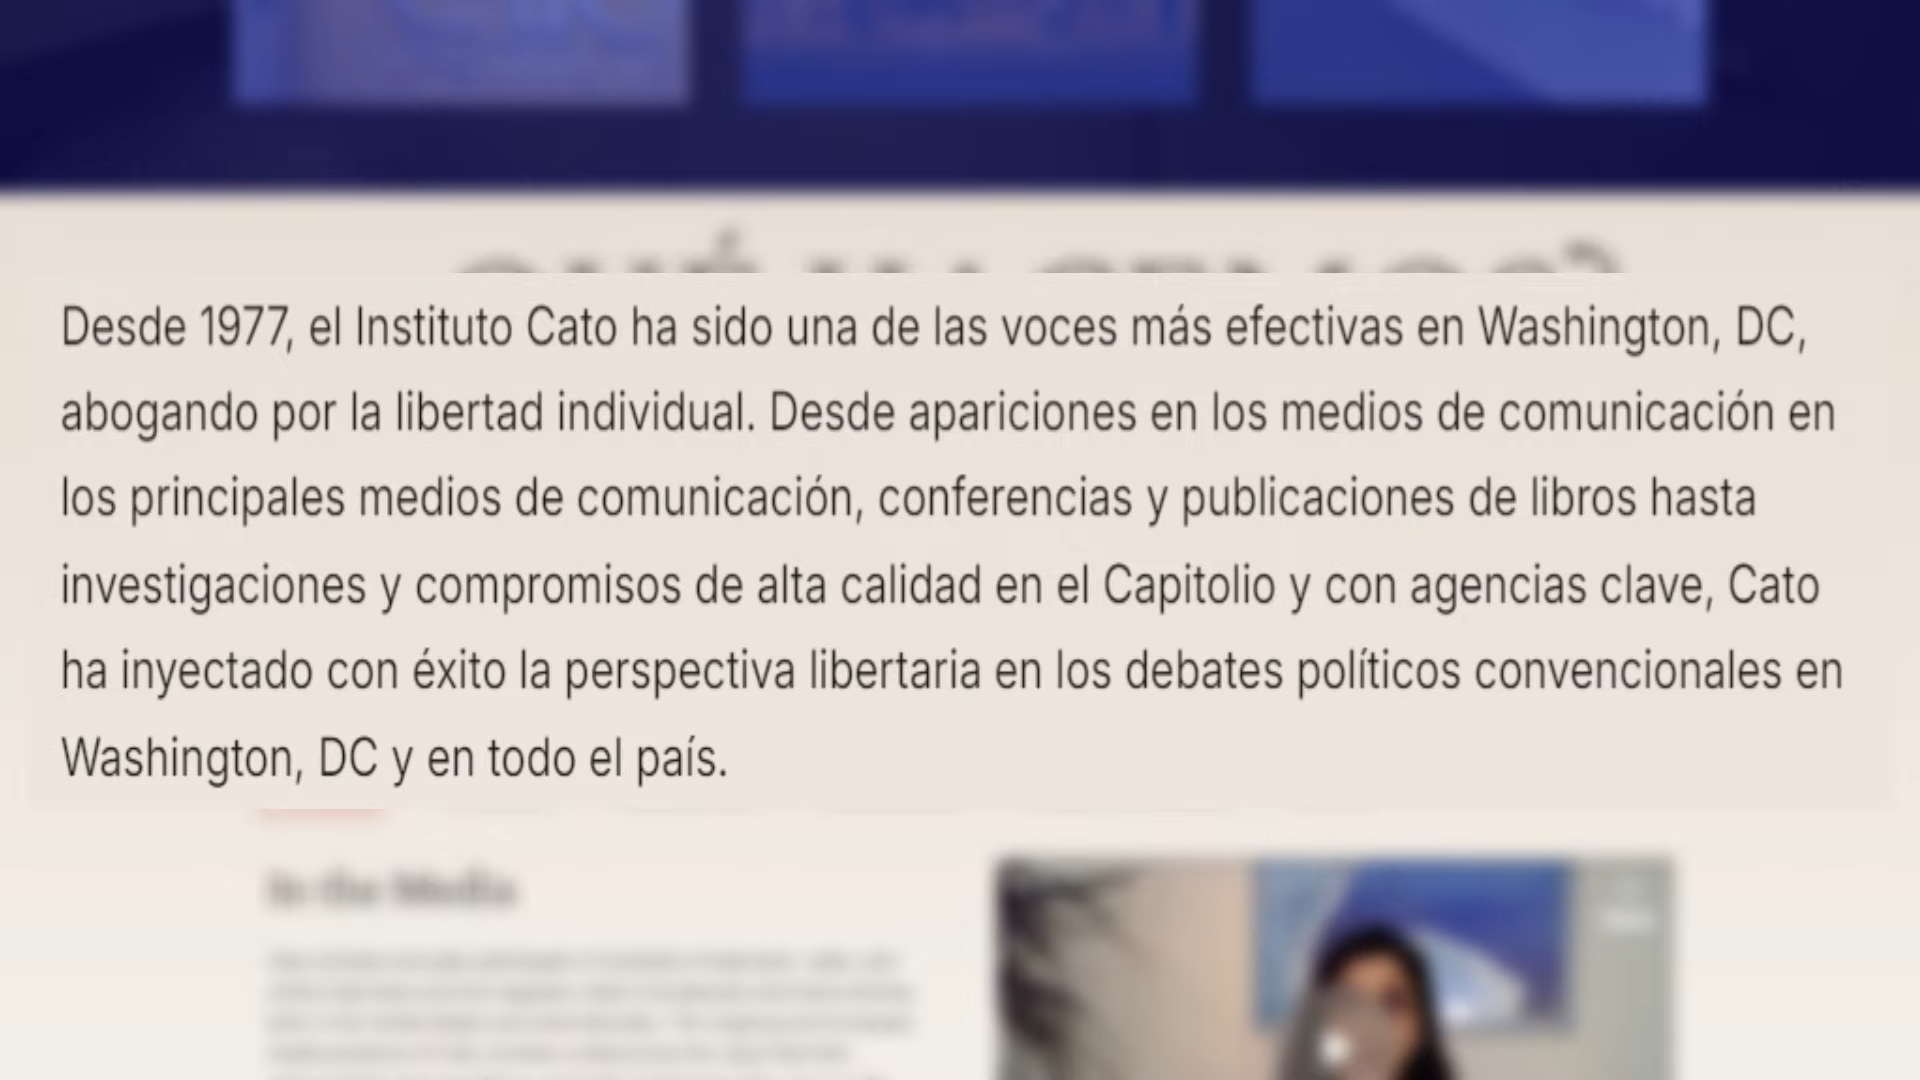 Desde 1977, el Instituto Cato ha sido una de las voces más efectivas en Washington, DC,
abogando por la libertad individual. Desde apariciones en los medios de comunicación en
los principales medios de comunicación, conferencias y publicaciones de libros hasta
investigaciones y compromisos de alta calidad en el Capitolio y con agencias clave, Cato
ha inyectado con éxito la perspectiva libertaria en los debates políticos convencionales en
Washington, DC y en todo el país.
In the Media